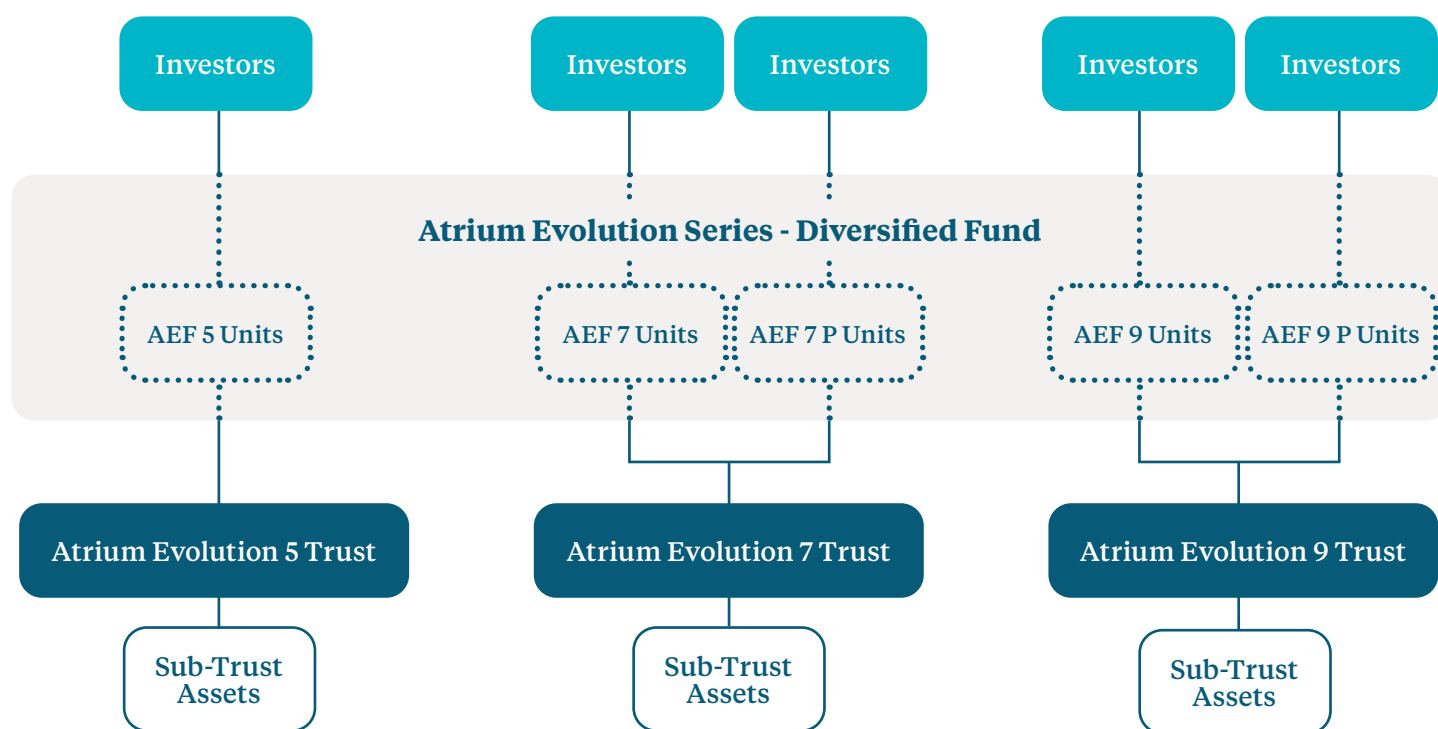 Investors
Investors
Investors
Investors
Investors
Atrium Evolution Series - Diversified Fund
AEF 5 Units
AEF 7 Units
AEF 7 P Units
AEF 9 Units
AEF 9 P Units
Atrium Evolution 5 Trust
Atrium Evolution 7 Trust
Atrium Evolution 9 Trust
Sub-Trust
Assets
Sub-Trust
Assets
Sub-Trust
Assets